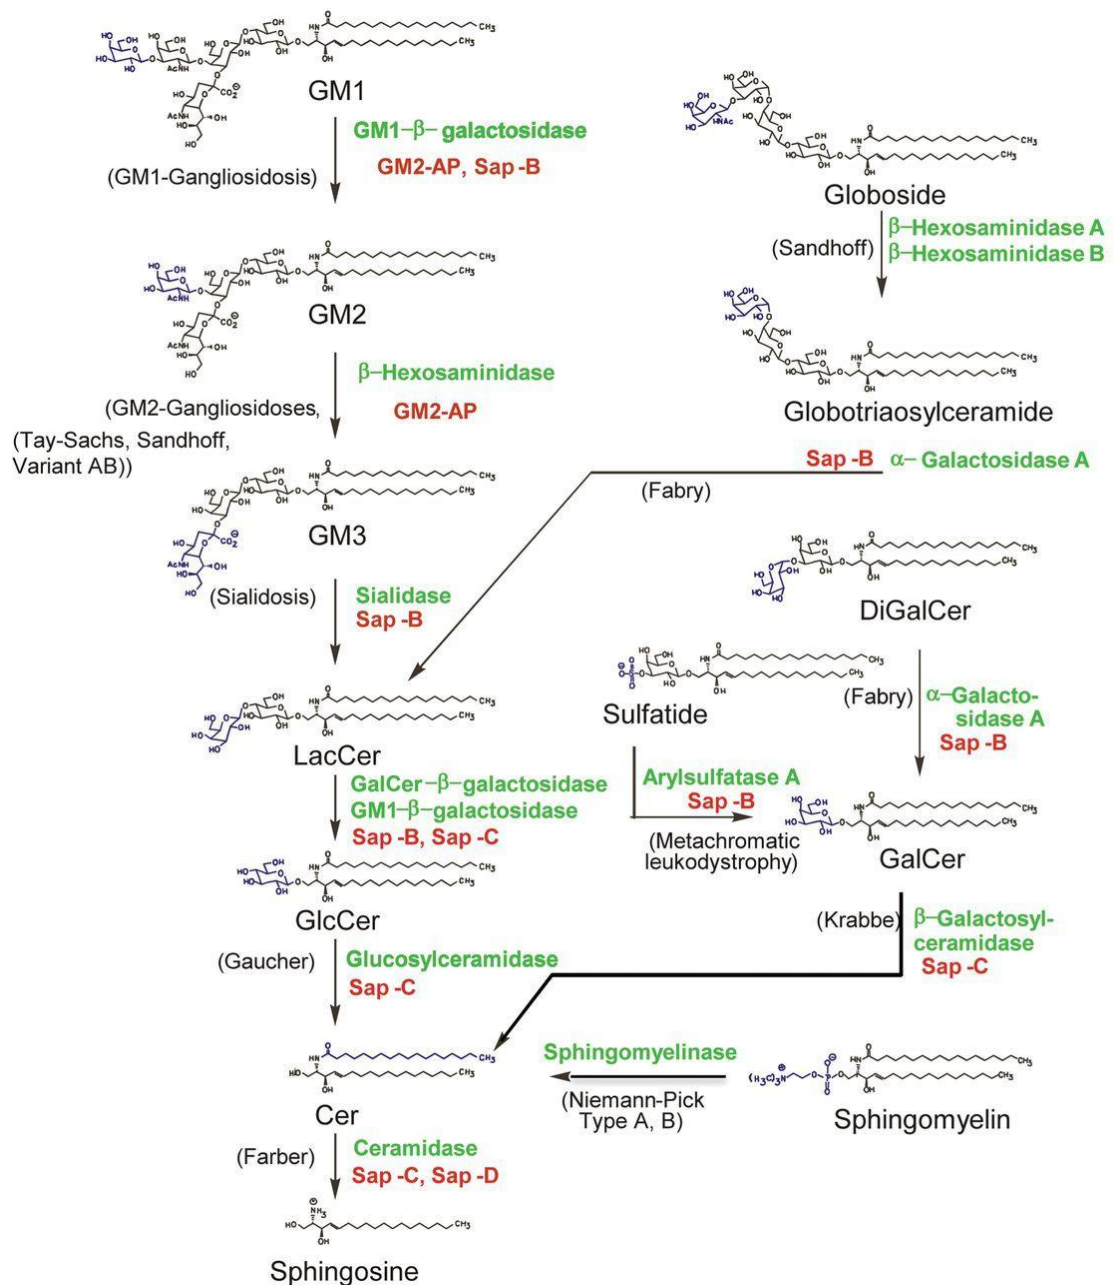 GM1
GM1-β- galactosidase
GM2-AP, Sap -B
(GM1-Gangliosidosis)
GM2
β-Hexosaminidase
GM2-AP
(GM2-Gangliosidoses,
(Tay-Sachs, Sandhoff,
Variant AB))
GM3
(Sialidosis)
Sialidase
Sap -B
LacCer
GalCer -β-galactosidase
GM1-β-galactosidase
Sap -B, Sap -C
GlcCer
(Gaucher)
Glucosylceramidase
Sap -C
Cer
(Farber)
Ceramidase
Sap -C, Sap -D
Sphingosine
Globoside
(Sandhoff)
β-Hexosaminidase A
β-Hexosaminidase B
Globotriaosylceramide
Sap -B α- Galactosidase A
(Fabry)
DiGalCer
(Fabry)
α-Galacto-
sidase A
Sap -B
Sulfatide
Arylsulfatase A
Sap -B
(Metachromatic
leukodystrophy)
GalCer
(Krabbe)
β-Galactosyl-
ceramidase
Sap -C
Sphingomyelinase
(Niemann-Pick
Type A, B)
Sphingomyelin